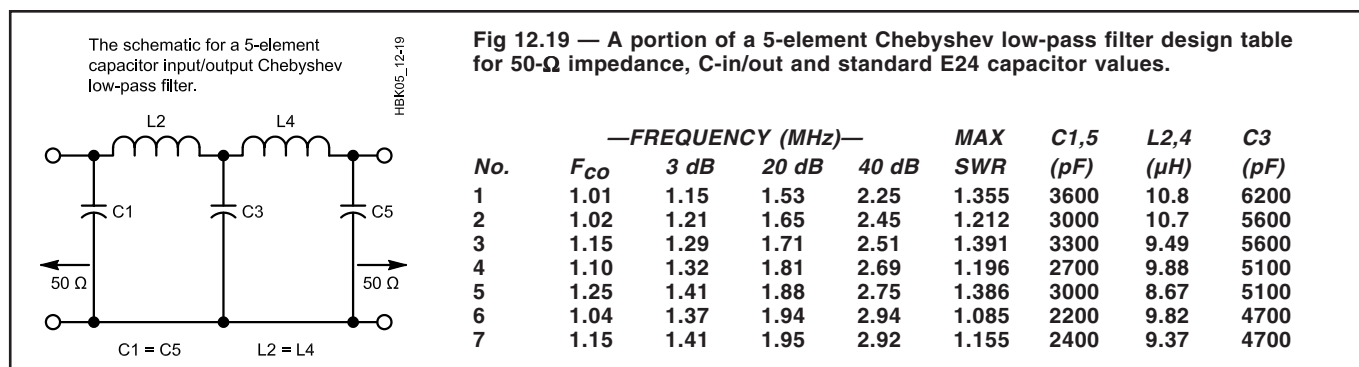 The schematic for a 5-element
capacitor input/output Chebyshev
low-pass filter.
HBK05_12-19
L2 L4
C1 C3 C5
50 Ω 50 Ω
C1 = C5 L2 = L4
Fig 12.19 — A portion of a 5-element Chebyshev low-pass filter design table
for 50-Ω impedance, C-in/out and standard E24 capacitor values.
—FREQUENCY (MHz)— MAX C1,5 L2,4 C3
No. FCO 3 dB 20 dB 40 dB SWR (pF) (µH) (pF)
1 1.01 1.15 1.53 2.25 1.355 3600 10.8 6200
2 1.02 1.21 1.65 2.45 1.212 3000 10.7 5600
3 1.15 1.29 1.71 2.51 1.391 3300 9.49 5600
4 1.10 1.32 1.81 2.69 1.196 2700 9.88 5100
5 1.25 1.41 1.88 2.75 1.386 3000 8.67 5100
6 1.04 1.37 1.94 2.94 1.085 2200 9.82 4700
7 1.15 1.41 1.95 2.92 1.155 2400 9.37 4700